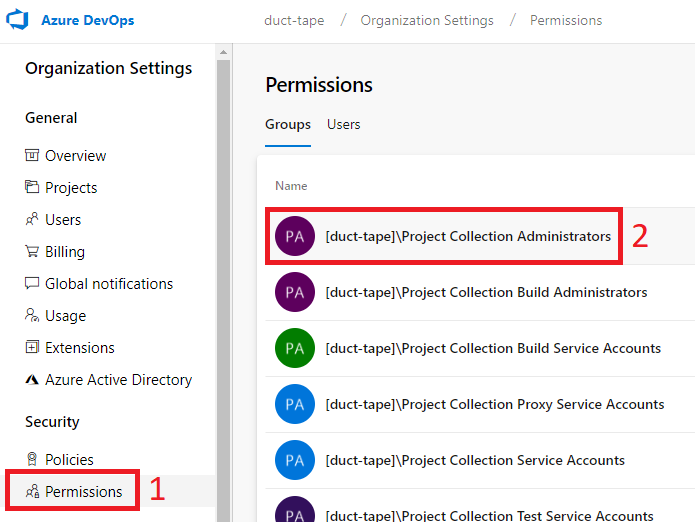 Azure DevOps
duct-tape / Organization Settings / Permissions
Organization Settings
General
Overview
Projects
Users
Billing
Global notifications
Usage
Extensions
Azure Active Directory
Security
Policies
Permissions 1
Permissions
Groups Users
Name
PA [duct-tape]\Project Collection Administrators 2
PA [duct-tape]\Project Collection Build Administrators
PA [duct-tape]\Project Collection Build Service Accounts
PA [duct-tape]\Project Collection Proxy Service Accounts
PA [duct-tape]\Project Collection Service Accounts
PA [duct-tape]\Project Collection Test Service Accounts